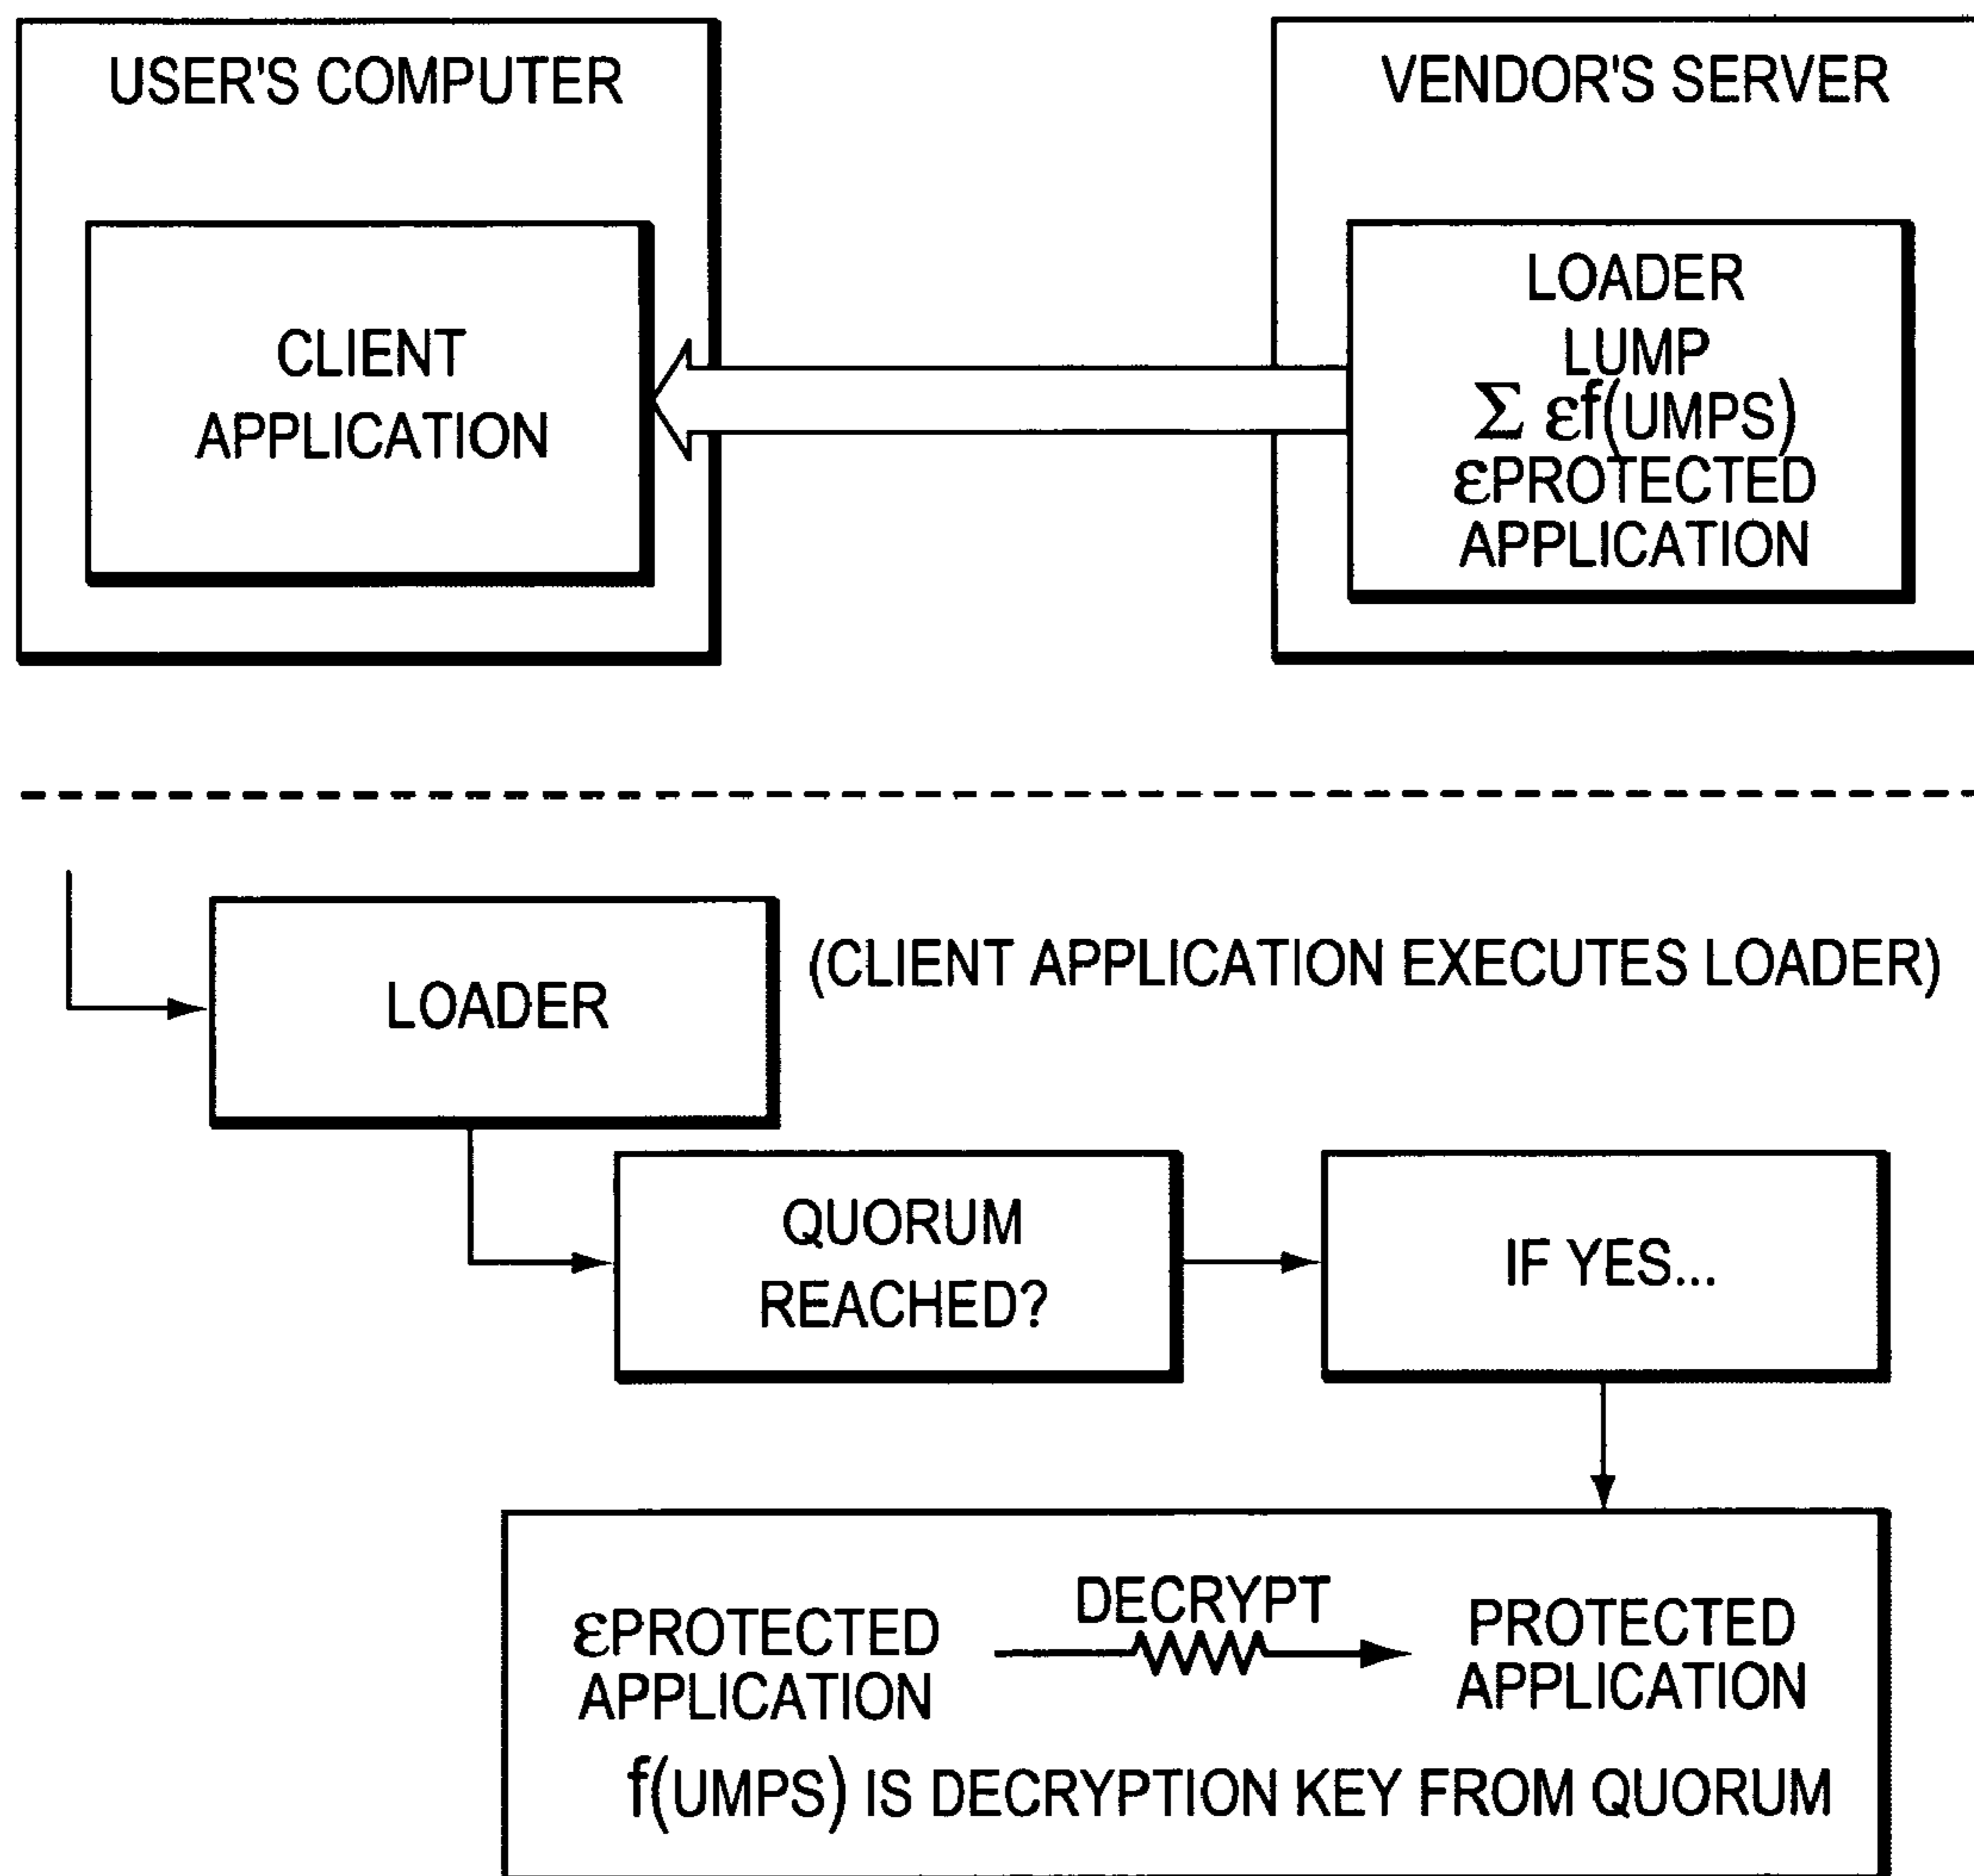 USER'S COMPUTER
CLIENT
APPLICATION
VENDOR'S SERVER
LOADER
LUMP
Σ εf(UMPS)
εPROTECTED
APPLICATION
LOADER
(CLIENT APPLICATION EXECUTES LOADER)
QUORUM
REACHED?
IF YES...
εPROTECTED
APPLICATION
DECRYPT
PROTECTED
APPLICATION
f(UMPS) IS DECRYPTION KEY FROM QUORUM